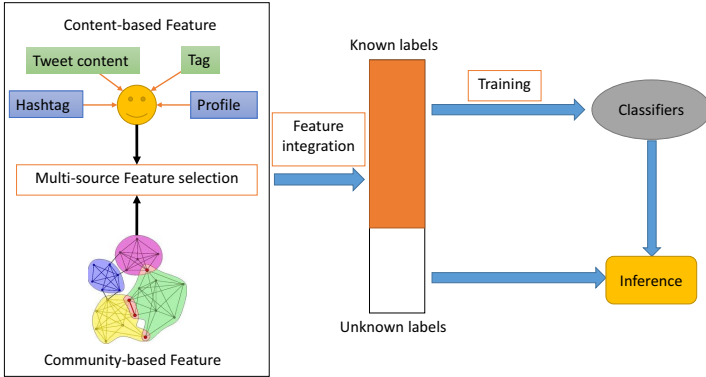 Content-based Feature
Tweet content
Tag
Hashtag
Profile
Multi-source Feature selection
Community-based Feature
Feature
integration
Known labels
Unknown labels
Training
Classifiers
Inference